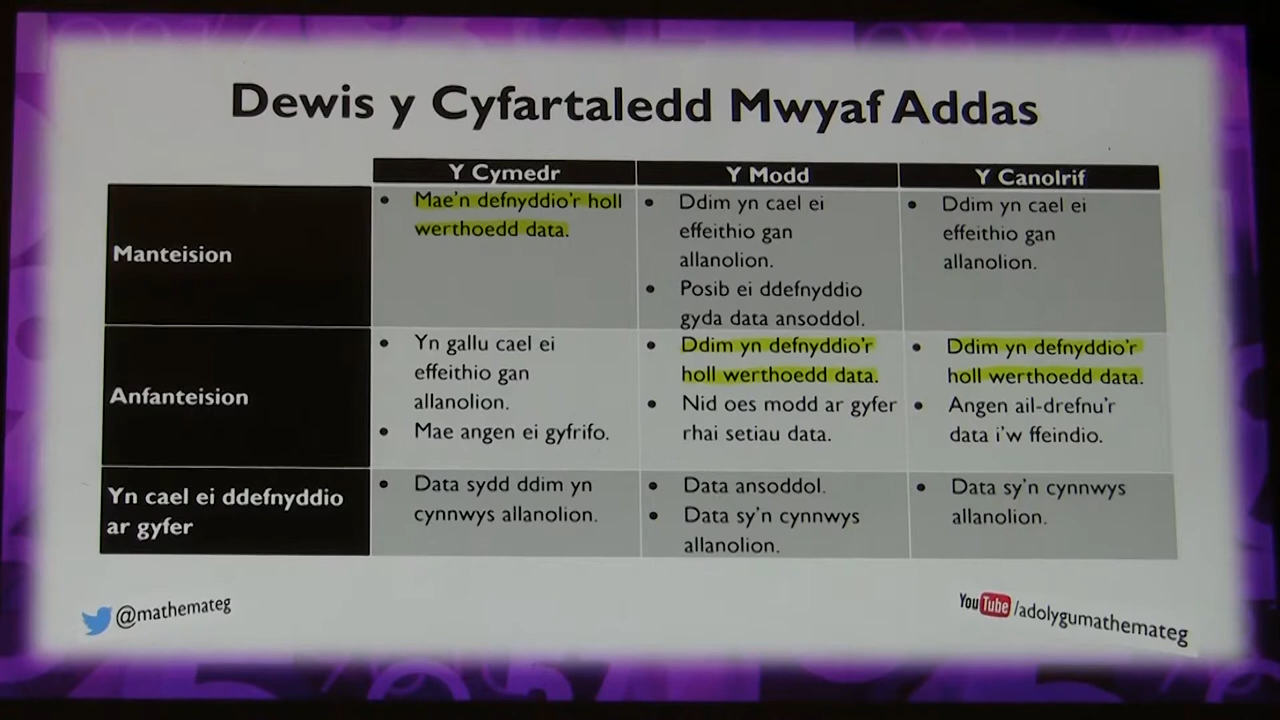 Dewis y Cyfartaledd Mwyaf Addas
Y Cymedr
Y Modd
Y Canolrif
Manteision
• Mae'n defnyddio'r holl
werthoedd data.
• Ddim yn cael ei
effeithio gan
allanolion.
• Posib ei ddefnyddio
gyda data ansoddol.
• Ddim yn cael ei
effeithio gan
allanolion.
Anfanteision
• Yn gallu cael ei
effeithio gan
allanolion.
• Mae angen ei gyfrifo.
• Ddim yn defnyddio'r
holl werthoedd data.
• Nid oes modd ar gyfer
rhai setiau data.
• Ddim yn defnyddio'r
holl werthoedd data.
• Angen ail-drefnu'r
data i'w ffeindio.
Yn cael ei ddefnyddio
ar gyfer
• Data sydd ddim yn
cynnwys allanolion.
• Data ansoddol.
• Data sy'n cynnwys
allanolion.
• Data sy'n cynnwys
allanolion.
@mathemateg
YouTube /adolygumathemateg